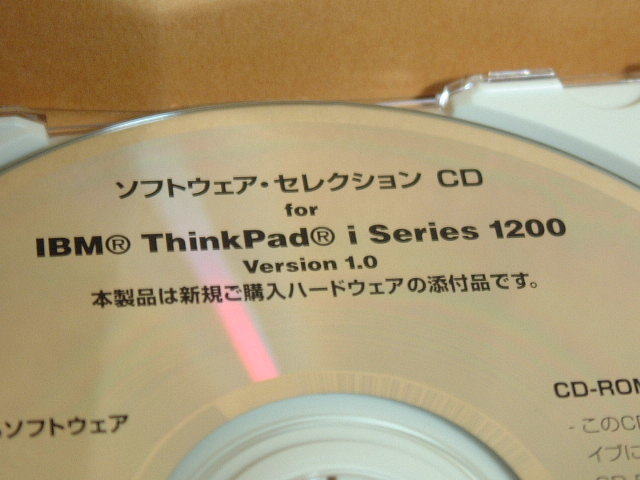 ソフトウェア・セレクション CD
for
IBM® ThinkPad® i Series 1200
Version 1.0
本製品は新規ご購入ハードウェアの添付品です。
ソフトウェア
CD-ROM
- このCD
イブに